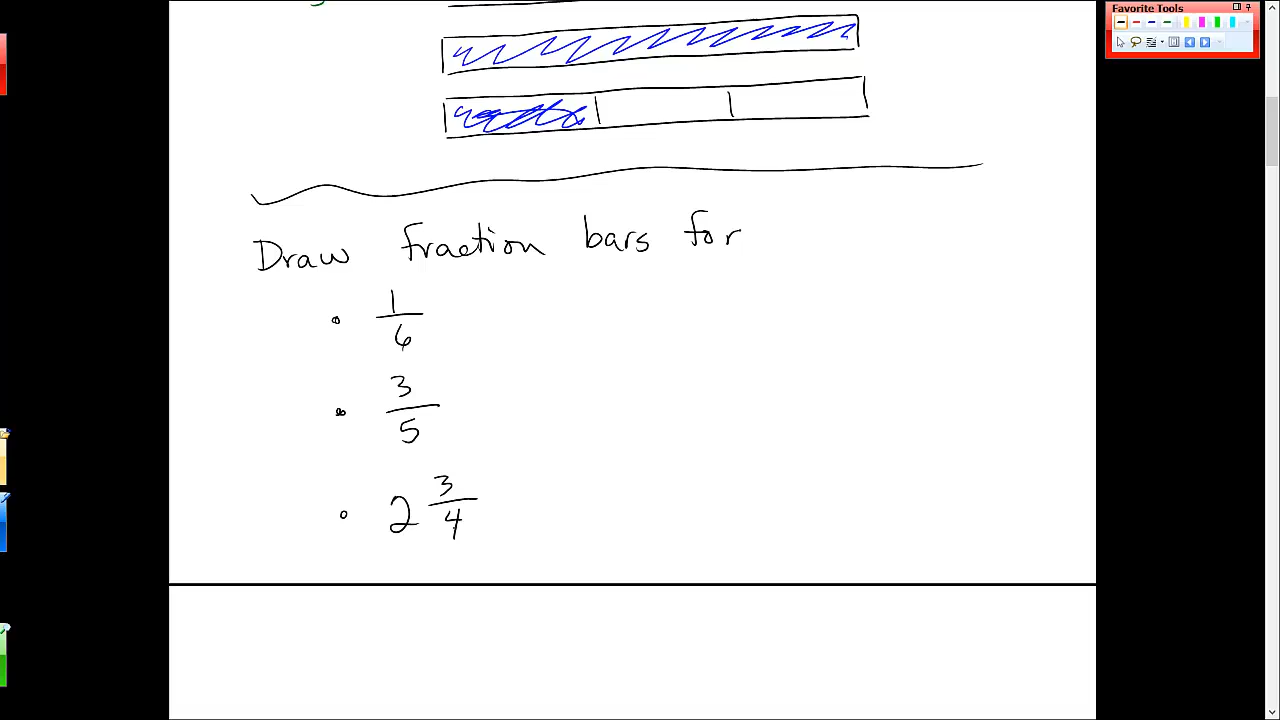 Favorite Tools
Draw fraction bars for
• 1/6
• 3/5
• 2 3/4